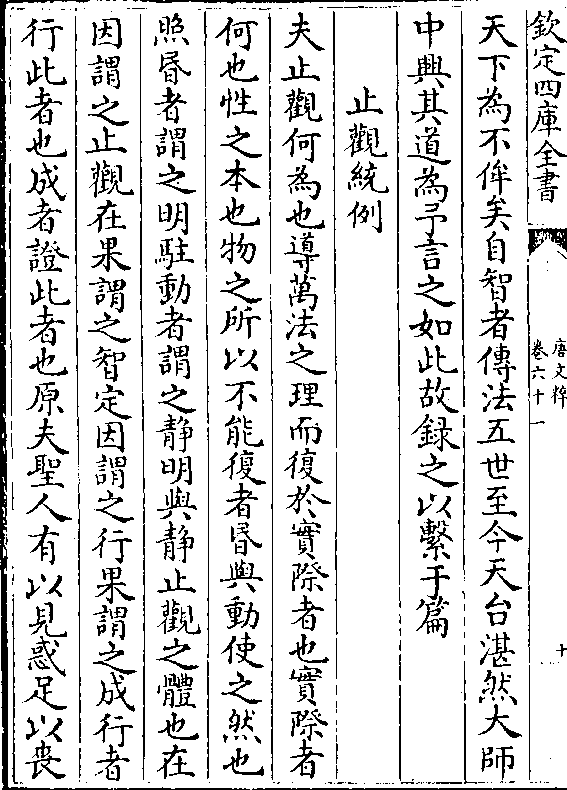 欽定四庫全書
唐文粹
卷六十一
十
天下為不侔矣自智者傳法五世至今天台湛然大師
中興其道為予言之如此故録之以繫于篇
止觀統例
夫止觀何為也導萬法之理而復於實際者也實際者
何也性之本也物之所以不能復者昏與動使之然也
照昏者謂之明駐動者謂之静明與静止觀之體也在
因謂之止觀在果謂之智定因謂之行果謂之成行者
行此者也成者證此者也原夫聖人有以見惑足以喪